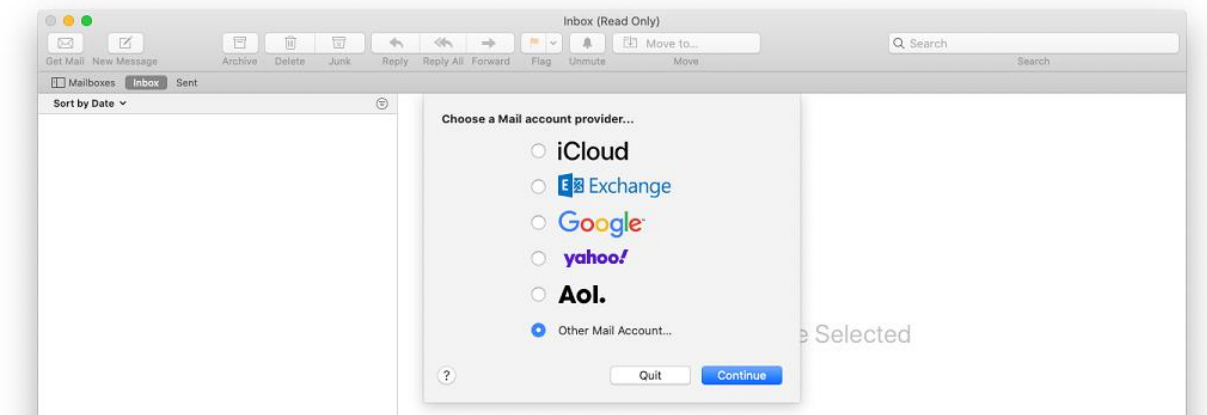 Inbox (Read Only)
Move to...
Search
Get Mail New Message Archive Delete Junk Reply Reply All Forward Flag Unmute Move Search
Mailboxes Inbox Sent
Sort by Date
Choose a Mail account provider...
iCloud
E Exchange
Google
yahoo!
Aol.
Other Mail Account...
Selected
? Quit Continue